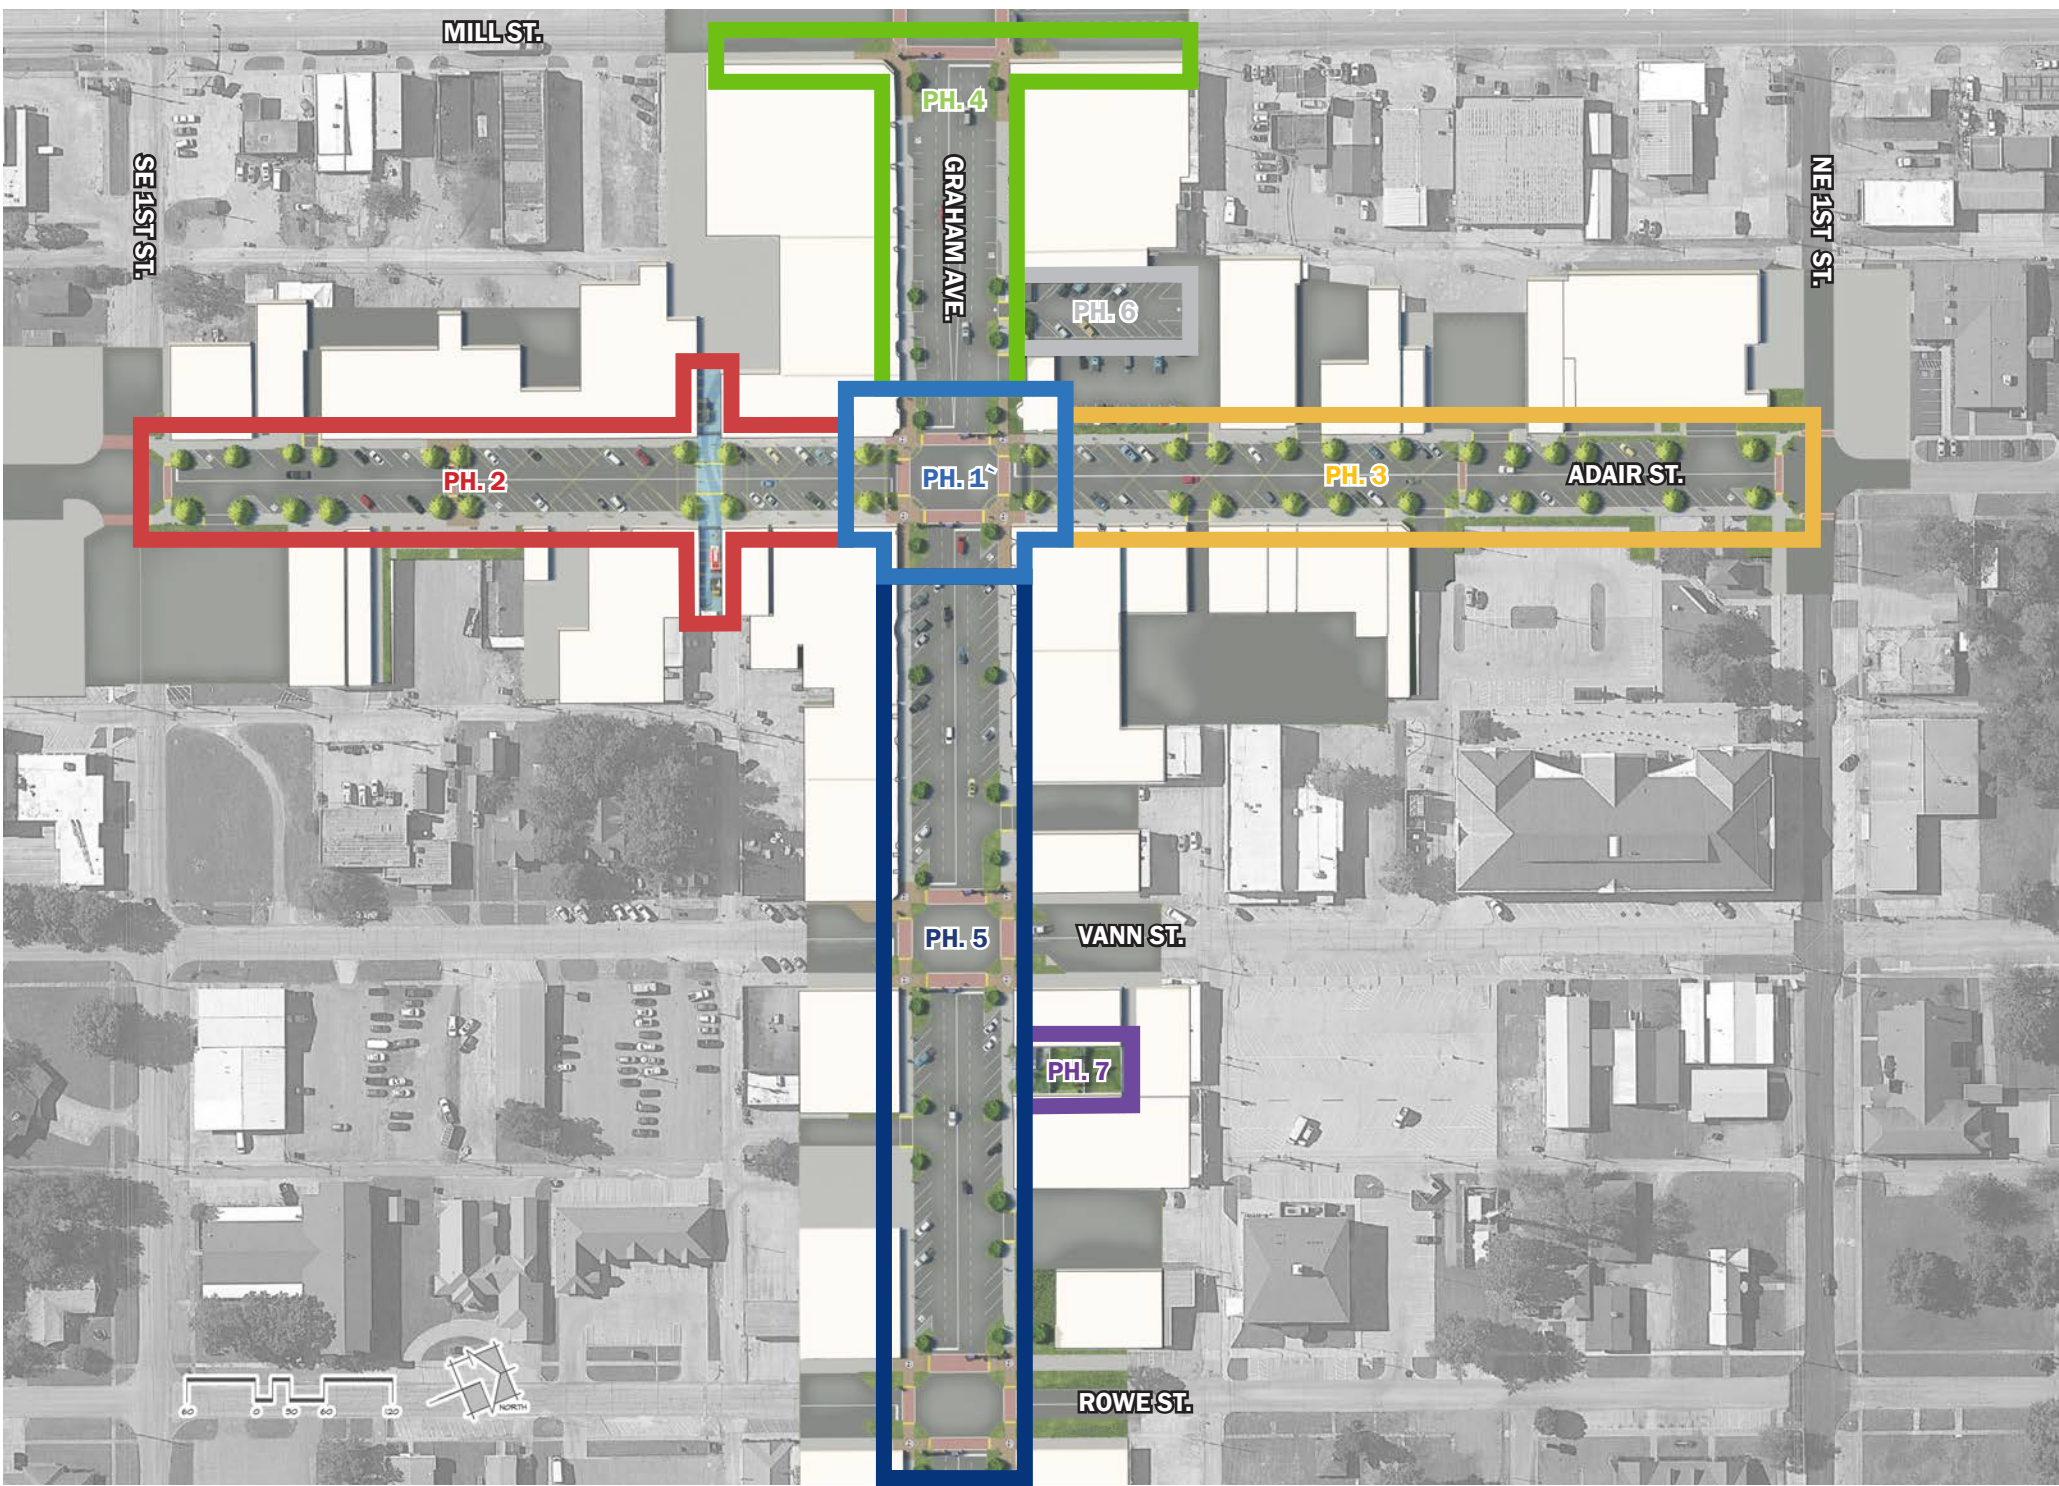 MILL ST.
PH. 4
SE 1ST ST.
GRAHAM AVE.
NE 1ST ST.
PH. 6
PH. 2
PH. 1`
PH. 3
ADAIR ST.
PH. 5
VANN ST.
PH. 7
ROWE ST.
60 0 30 60 120
NORTH